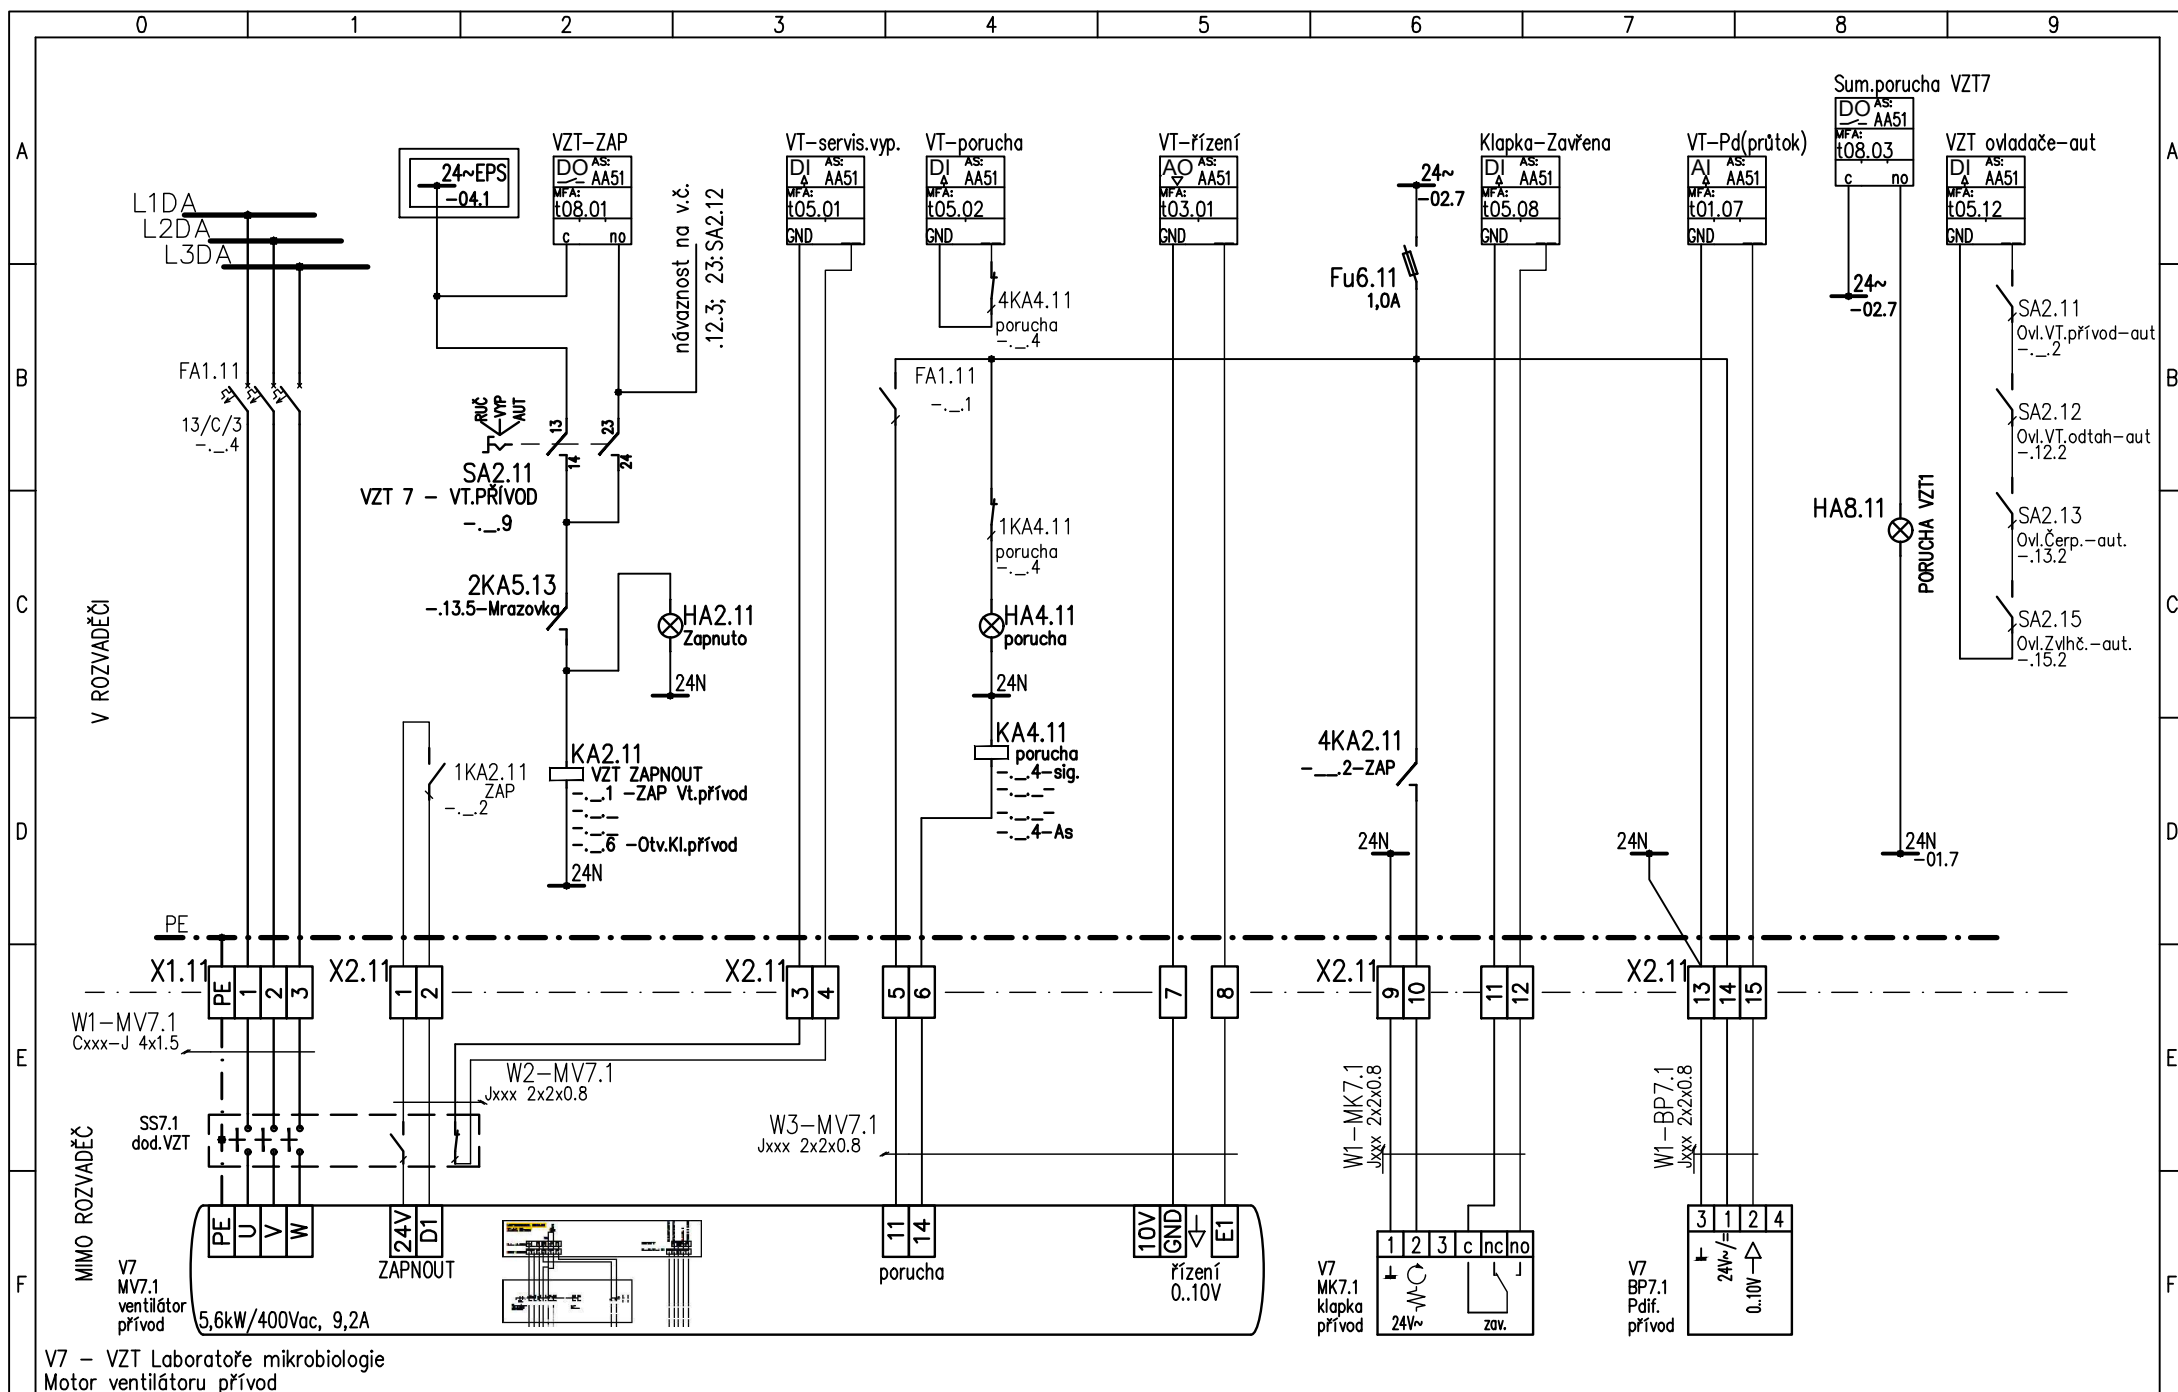 0 1 2 3 4 5 6 7 8 9
A
A
VZT-ZAP
DO AS: AA51
MFA:
t08.01
c no
VT-servis.vyp.
DI AS: AA51
MFA:
t05.01
GND
VT-porucha
DI AS: AA51
MFA:
t05.02
GND
VT-řízení
AO AS: AA51
MFA:
t03.01
GND
Klapka-Zavřena
DI AS: AA51
MFA:
t05.08
GND
VT-Pd(průtok)
AI AS: AA51
MFA:
t01.07
GND
Sum.porucha VZT7
DO AS: AA51
MFA:
t08.03
c no
VZT ovladače-aut
DI AS: AA51
MFA:
t05.12
GND
24~EPS
-04.1
L1DA
L2DA
L3DA
návaznost na v.č.
.12.3; 23:SA2.12
24~
-02.7
Fu6.11
1,0A
24~
-02.7
4KA4.11
porucha
-._.4
SA2.11
Ovl.VT.přívod-aut
-._.2
B
B
FA1.11
13/C/3
-._.4
RUČ
VYP
AUT
13
14
23
24
SA2.11
VZT 7 - VT.PŘÍVOD
-._.9
FA1.11
-._.1
SA2.12
Ovl.VT.odtah-aut
-.12.2
1KA4.11
porucha
-._.4
HA8.11
PORUCHA VZT1
SA2.13
Ovl.Čerp.-aut.
-.13.2
C
C
V ROZVADĚČI
2KA5.13
-.13.5-Mrazovka
HA2.11
Zapnuto
24N
HA4.11
porucha
24N
SA2.15
Ovl.Zvlhč.-aut.
-.15.2
D
D
1KA2.11
ZAP
-._.2
KA2.11
VZT ZAPNOUT
-._.1 -ZAP Vt.přívod
-._._
-._._
-._.6 -Otv.Kl.přívod
24N
KA4.11
porucha
-._.4-sig.
-._._-
-._._-
-._.4-As
4KA2.11
-__.2-ZAP
24N
24N
24N
-01.7
PE
X1.11 PE 1 2 3
X2.11 1 2
X2.11 3 4
5 6
7 8
X2.11 9 10
11 12
X2.11 13 14 15
E
E
W1-MV7.1
Cxxx-J 4x1.5
W2-MV7.1
Jxxx 2x2x0.8
W3-MV7.1
Jxxx 2x2x0.8
W1-MK7.1
Jxxx 2x2x0.8
W1-BP7.1
Jxxx 2x2x0.8
SS7.1
dod.VZT
MIMO ROZVADĚČ
F
F
PE U V W
24V D1
ZAPNOUT
11 14
porucha
10V GND E1
řízení
0..10V
V7
MV7.1
ventilátor
přívod
5,6kW/400Vac, 9,2A
V7
MK7.1
klapka
přívod
1 2 3 c nc no
24V~
zav.
V7
BP7.1
Pdif.
přívod
3 1 2 4
24V~/=
0..10V
V7 - VZT Laboratoře mikrobiologie
Motor ventilátoru přívod